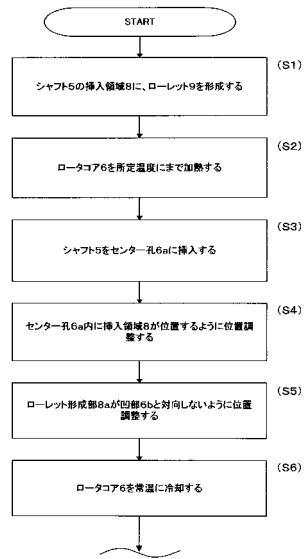 START
(S1)
シャフト5の挿入領域8に、ローレット9を形成する
(S2)
ロータコア6を所定温度にまで加熱する
(S3)
シャフト5をセンター孔6aに挿入する
(S4)
センター孔6a内に挿入領域8が位置するように位置調
整する
(S5)
ローレット形成部8aが凹部6bと対向しないように位置
調整する
(S6)
ロータコア6を常温に冷却する